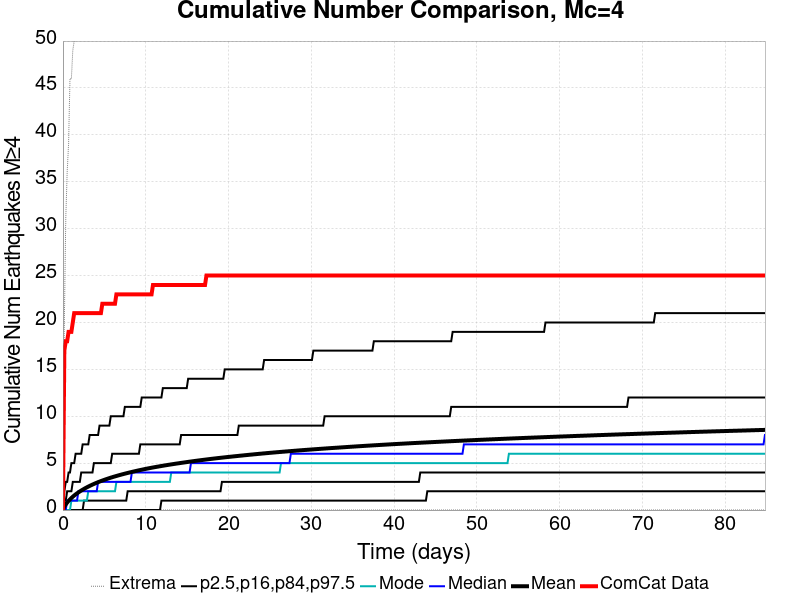 Cumulative Number Comparison, Mc=4
Cumulative Num Earthquakes M≥4
50
45
40
35
30
25
20
15
10
5
0
0 10 20 30 40 50 60 70 80
Time (days)
Extrema p2.5,p16,p84,p97.5 Mode Median Mean ComCat Data